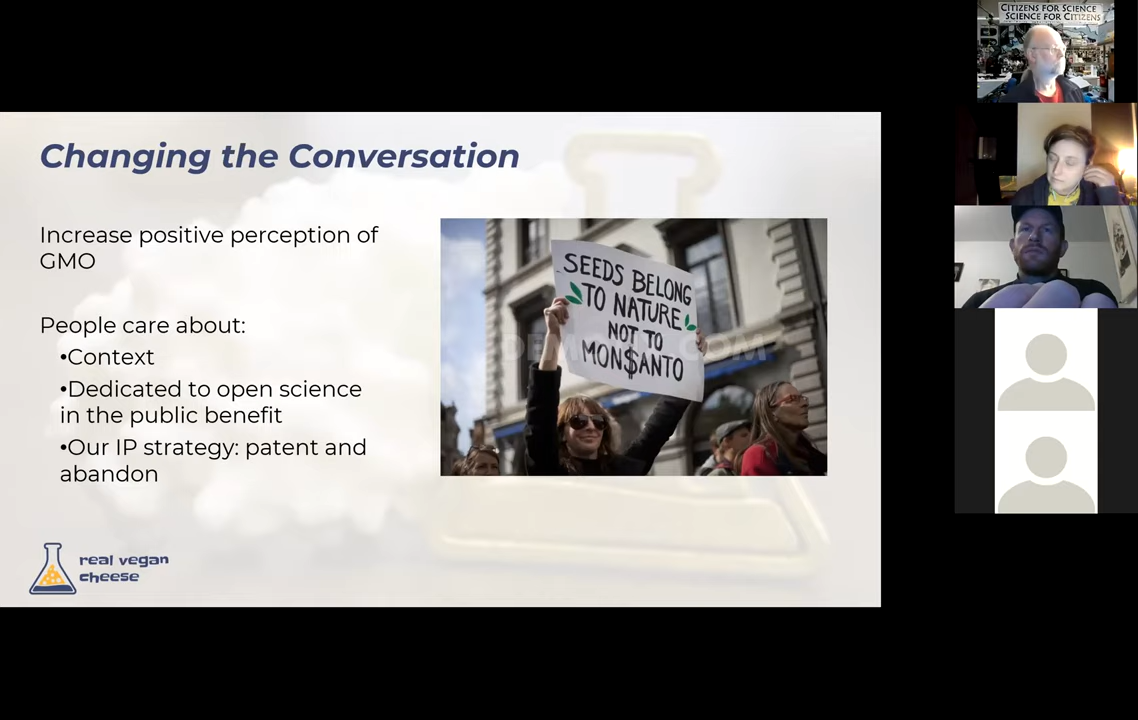 CITIZENS FOR SCIENCE
SCIENCE FOR CITIZENS
Changing the Conversation
Increase positive perception of
GMO
People care about:
•Context
•Dedicated to open science
in the public benefit
•Our IP strategy: patent and
abandon
SEEDS BELONG
TO NATURE
NOT TO
MON$ANTO
real vegan
cheese